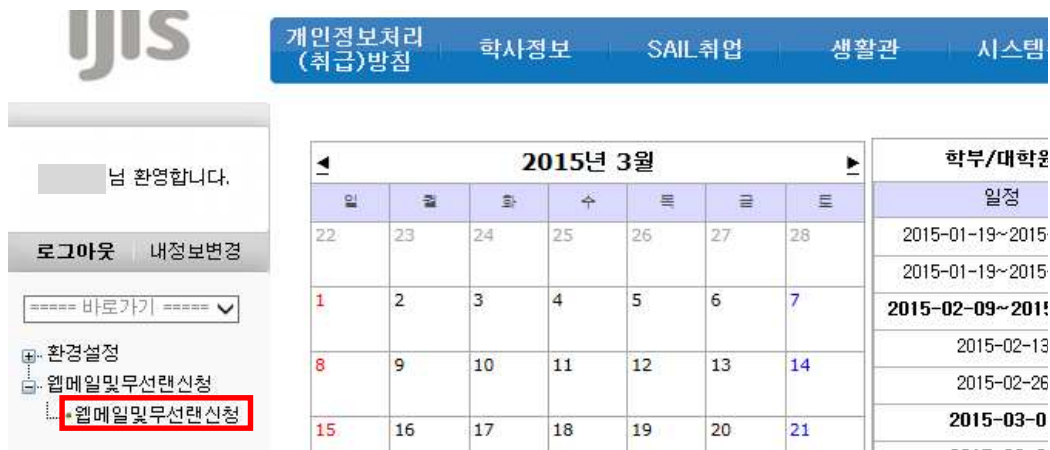 ijis
개인정보처리
(취급)방침
학사정보
SAIL취업
생활관
시스템
님 환영합니다.
로그아웃 내정보변경
===== 바로가기 =====
환경설정
웹메일및무선랜신청
웹메일및무선랜신청
◀ 2015년 3월 ▶
일 월 화 수 목 금 토
22 23 24 25 26 27 28
1 2 3 4 5 6 7
8 9 10 11 12 13 14
15 16 17 18 19 20 21
학부/대학원
일정
2015-01-19~2015-
2015-01-19~2015-
2015-02-09~2015
2015-02-13
2015-02-26
2015-03-0